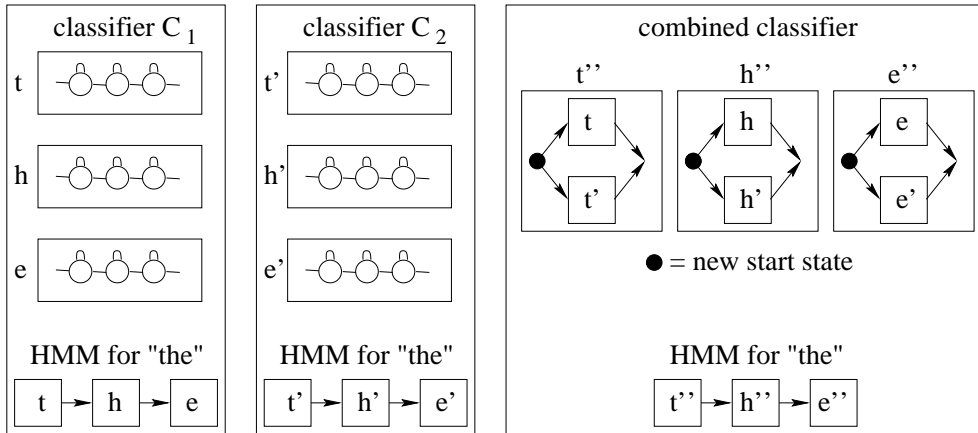 classifier C 1
t
h
e
HMM for "the"
t h e
classifier C 2
t'
h'
e'
HMM for "the"
t' h' e'
combined classifier
t'' h'' e''
t h e
t' h' e'
= new start state
HMM for "the"
t'' h'' e''